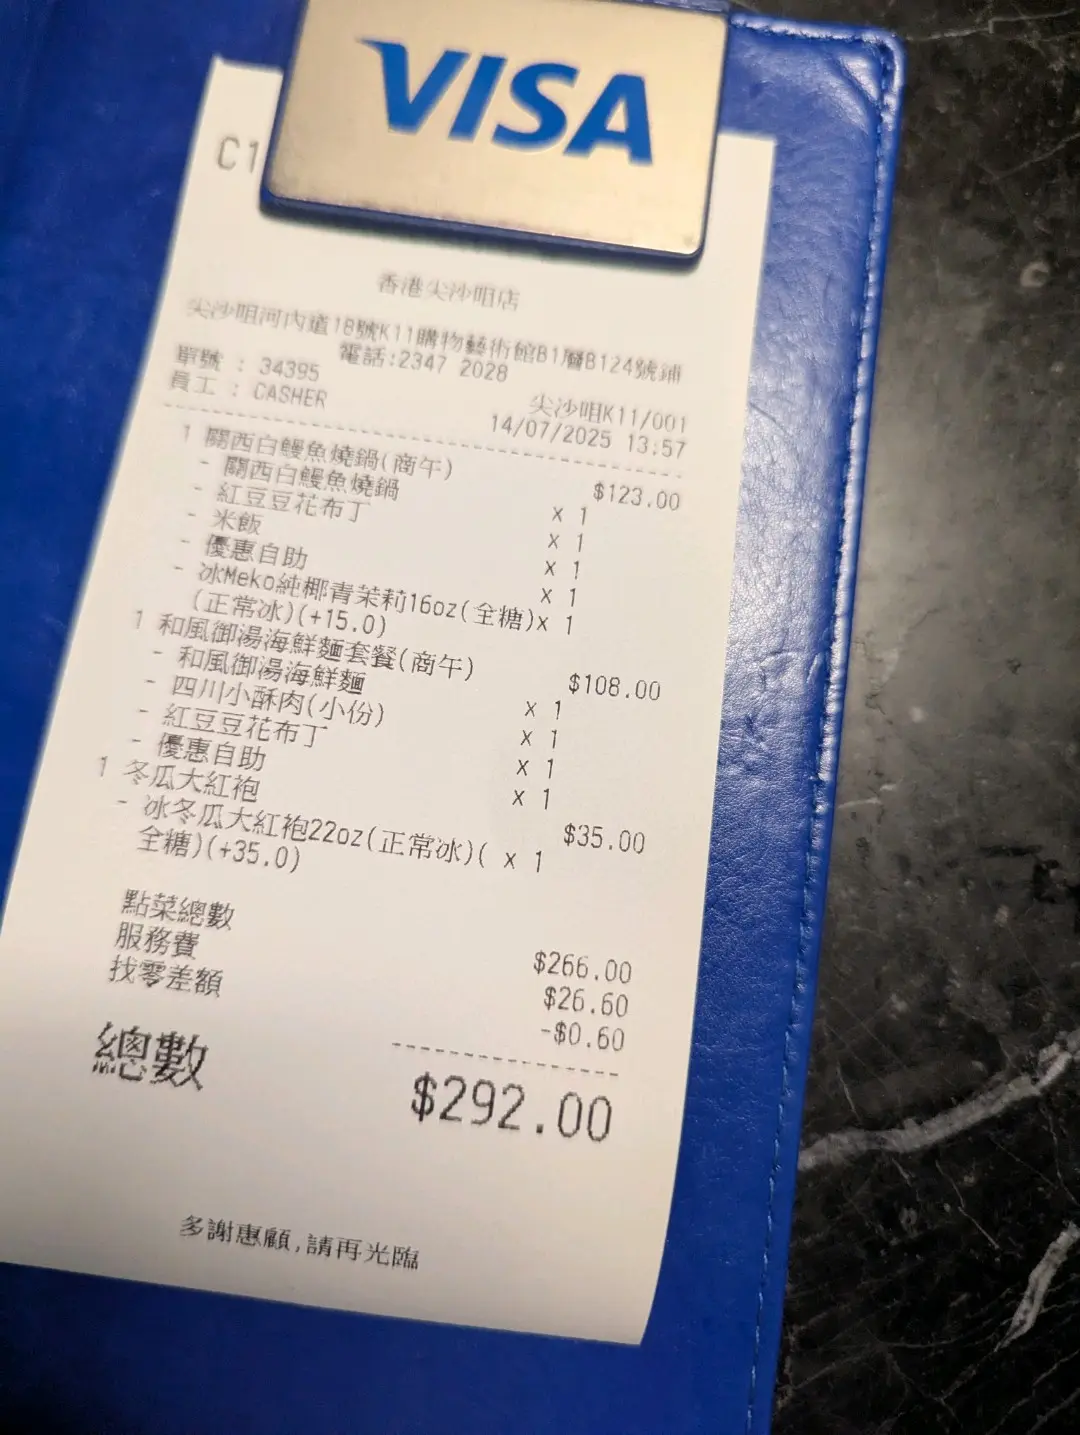 VISA
C1
香港尖沙咀店
尖沙咀河內道18號K11購物藝術館B1層B124號鋪
電話:2347 2028
單號 : 34395
尖沙咀K11/001
員工 : CASHER
14/07/2025 13:57
1 關西白鰻魚燒鍋(商午) $123.00
- 關西白鰻魚燒鍋 x 1
- 紅豆豆花布丁 x 1
- 米飯 x 1
- 優惠自助 x 1
- 冰Meko純椰青茉莉16oz(全糖)x 1
(正常冰)(+15.0)
1 和風御湯海鮮麵套餐(商午) $108.00
- 和風御湯海鮮麵 x 1
- 四川小酥肉(小份) x 1
- 紅豆豆花布丁 x 1
- 優惠自助 x 1
1 冬瓜大紅袍 $35.00
- 冰冬瓜大紅袍22oz(正常冰)( x 1
全糖)(+35.0)
點菜總數 $266.00
服務費 $26.60
找零差額 -$0.60
總數 $292.00
多謝惠顧,請再光臨